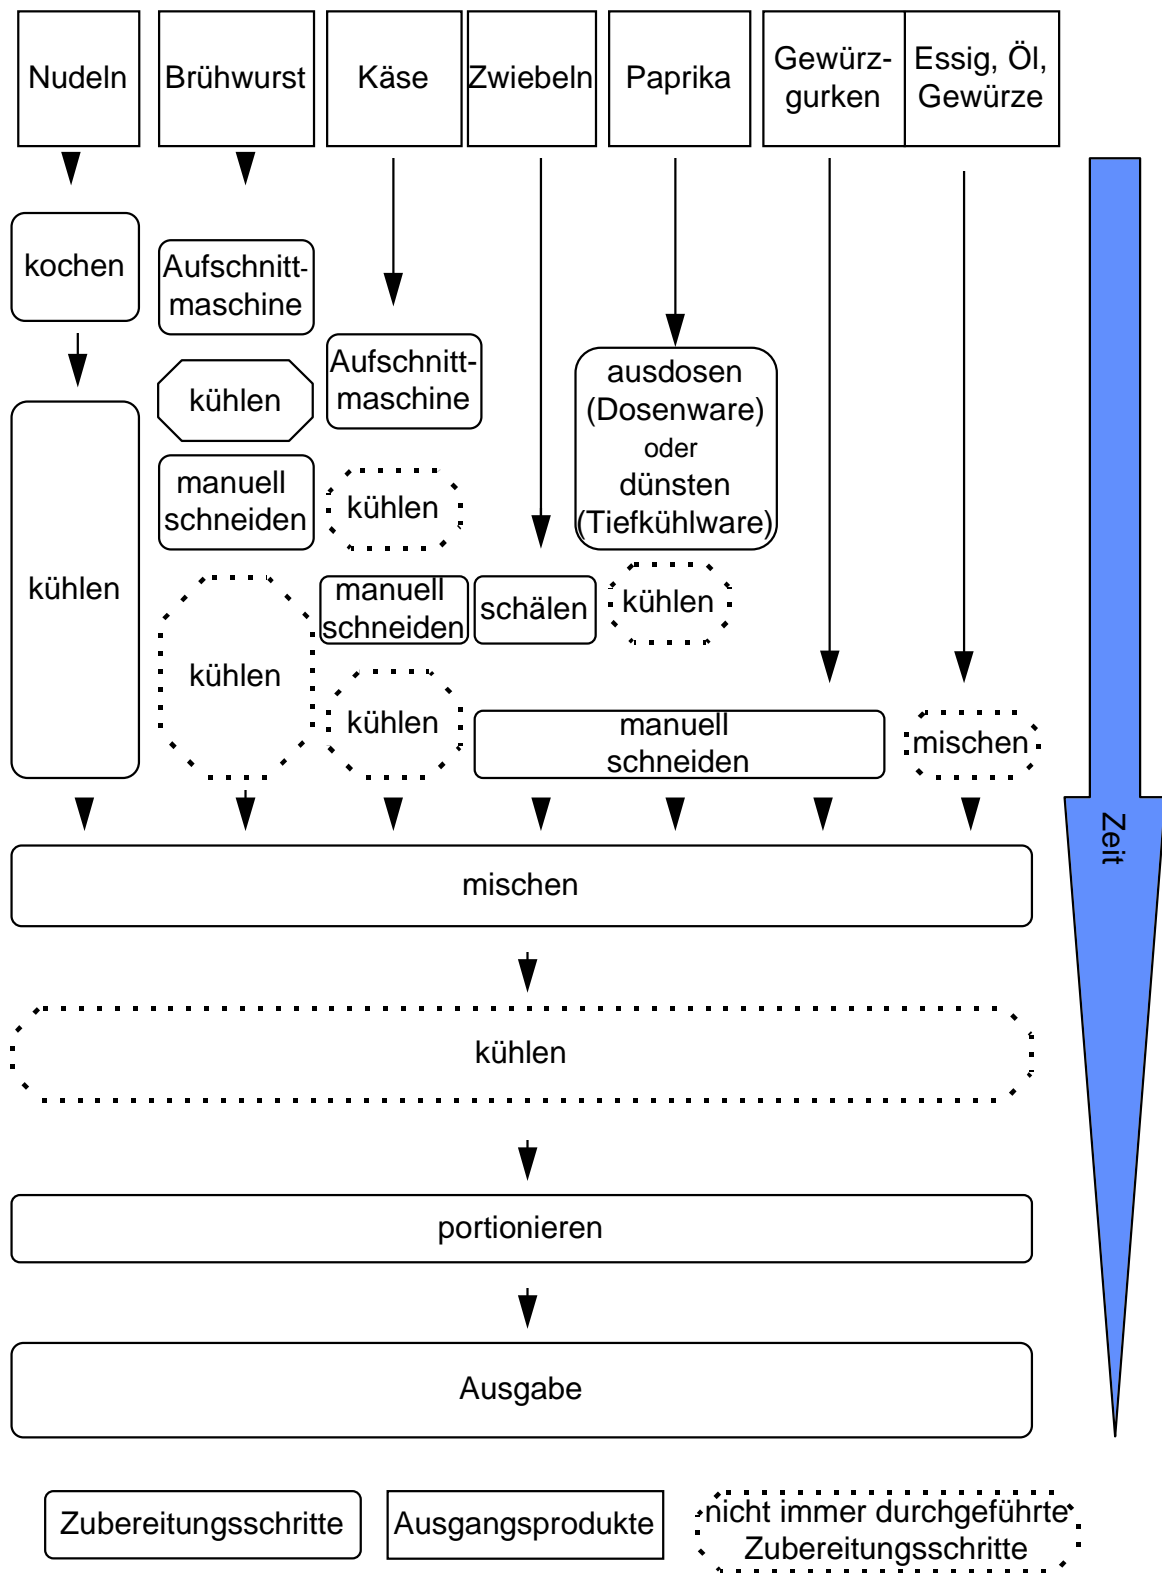 Nudeln
Brühwurst
Käse
Zwiebeln
Paprika
Gewürz-
gurken
Essig, Öl,
Gewürze
kochen
Aufschnitt-
maschine
Aufschnitt-
maschine
ausdosen
(Dosenware)
oder
dünsten
(Tiefkühlware)
kühlen
manuell
schneiden
kühlen
kühlen
manuell
schneiden
schälen
kühlen
kühlen
kühlen
manuell
schneiden
mischen
Zeit
mischen
kühlen
portionieren
Ausgabe
Zubereitungsschritte
Ausgangsprodukte
nicht immer durchgeführte
Zubereitungsschritte